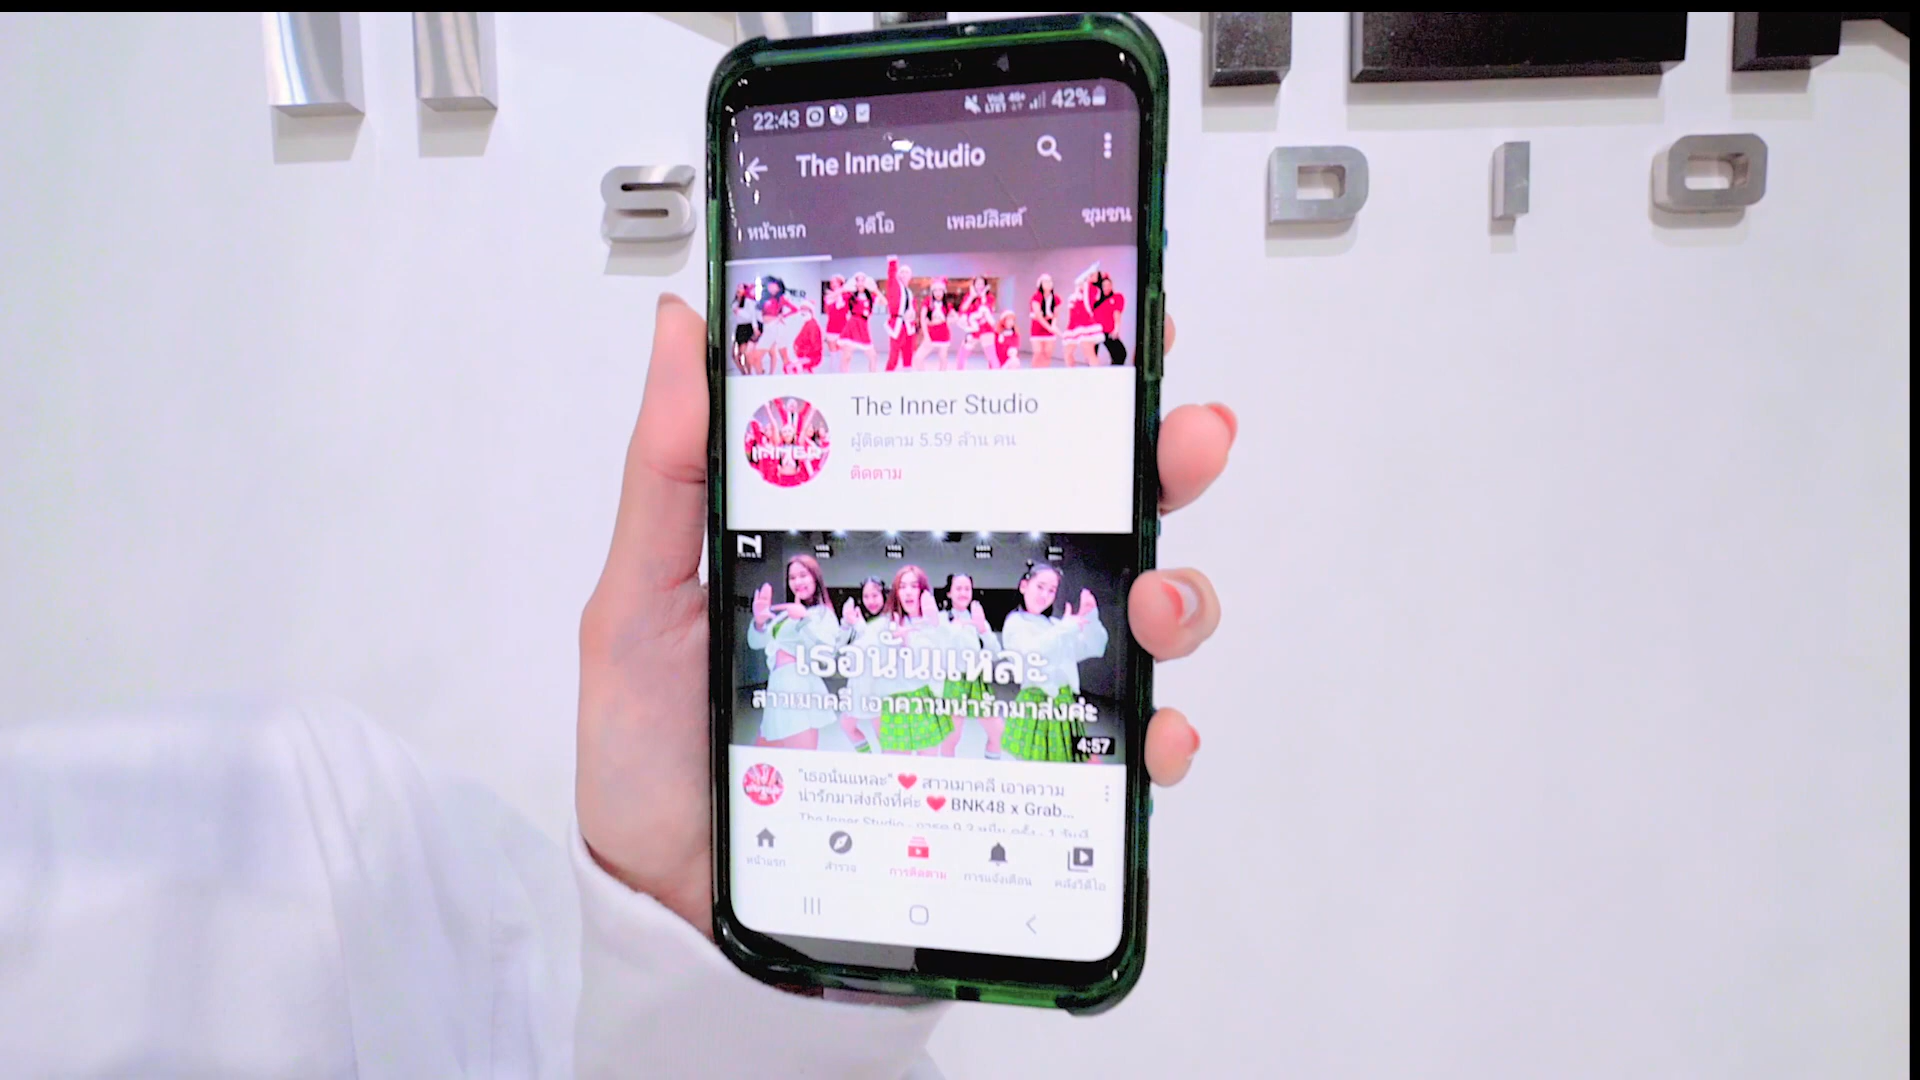 S DIO
22:43 42%
The Inner Studio
หน้าแรก วิดีโอ เพลย์ลิสต์ ชุมชน
The Inner Studio
ผู้ติดตาม 5.59 ล้าน คน
ติดตาม
เธอนั่นแหละ
สาวเมาคลี เอาความน่ารักมาส่งค่ะ
4:57
"เธอนั่นแหละ" ❤ สาวเมาคลี เอาความ
น่ารักมาส่งถึงที่ค่ะ ❤ BNK48 x Grab...
The Inner Studio
หน้าแรก สำรวจ การติดตาม การแจ้งเตือน คลังวิดีโอ